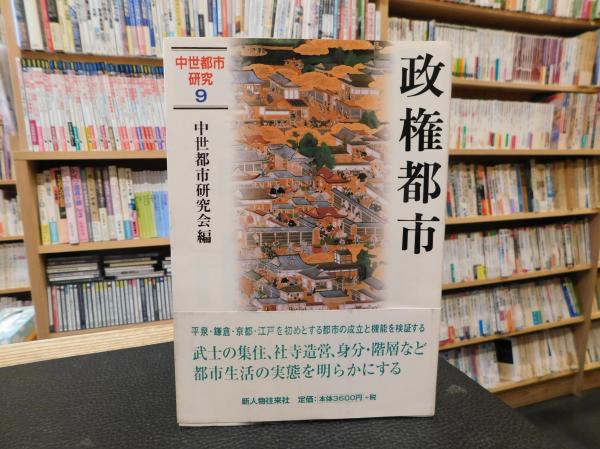 中世都市
研究
9
政権都市
中世都市研究会編
平泉・鎌倉・京都・江戸を初めとする都市の成立と機能を検証する
武士の集住、社寺造営、身分・階層など
都市生活の実態を明らかにする
新人物往来社 定価:本体3600円+税